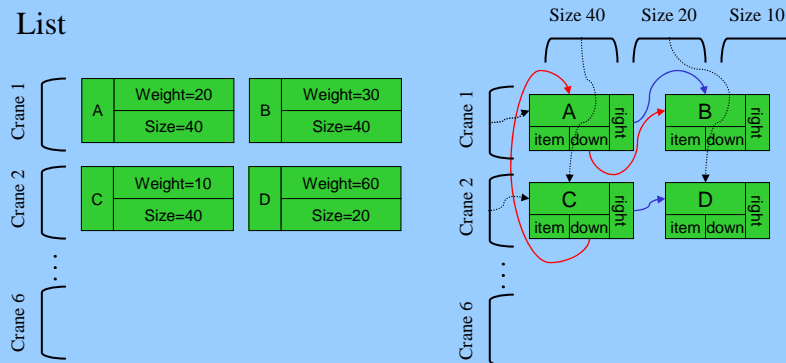 List
Size 40
Size 20
Size 10
Crane 1
A
Weight=20
Size=40
B
Weight=30
Size=40
Crane 2
C
Weight=10
Size=40
D
Weight=60
Size=20
Crane 6
Crane 1
A
item
down
right
B
item
down
right
Crane 2
C
item
down
right
D
item
down
right
Crane 6